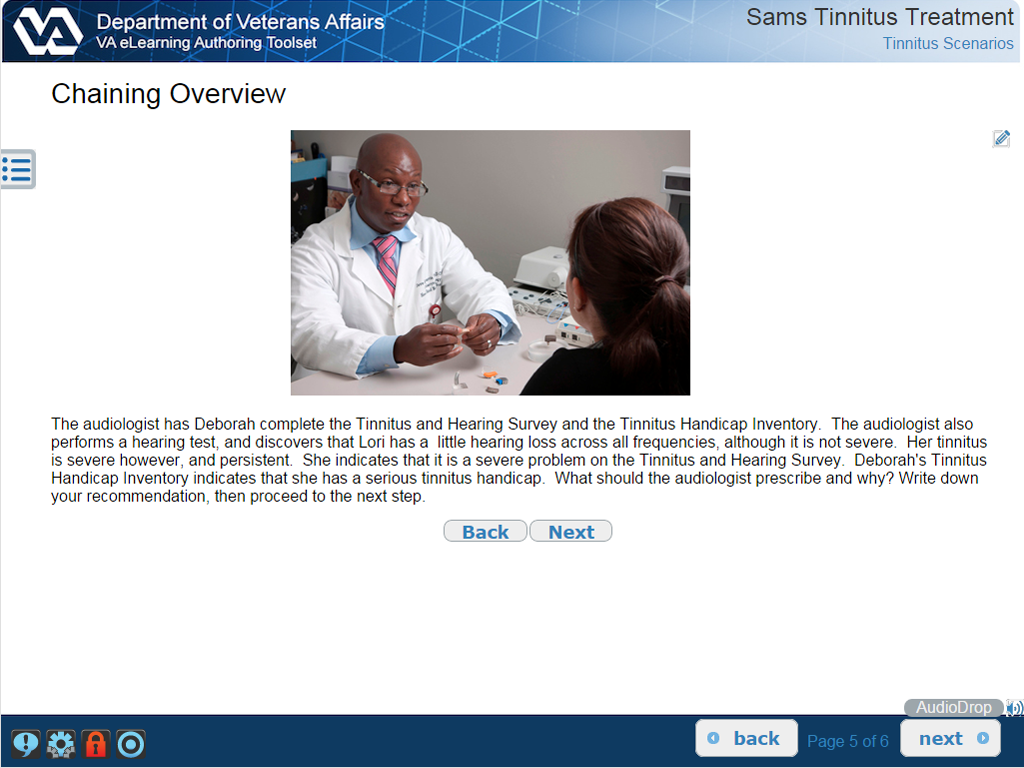 VA
Department of Veterans Affairs
VA eLearning Authoring Toolset
Sams Tinnitus Treatment
Tinnitus Scenarios
Chaining Overview
The audiologist has Deborah complete the Tinnitus and Hearing Survey and the Tinnitus Handicap Inventory.  The audiologist also
performs a hearing test, and discovers that Lori has a  little hearing loss across all frequencies, although it is not severe.  Her tinnitus
is severe however, and persistent.  She indicates that it is a severe problem on the Tinnitus and Hearing Survey.  Deborah's Tinnitus
Handicap Inventory indicates that she has a serious tinnitus handicap.  What should the audiologist prescribe and why? Write down
your recommendation, then proceed to the next step.
Back Next
AudioDrop
back Page 5 of 6 next